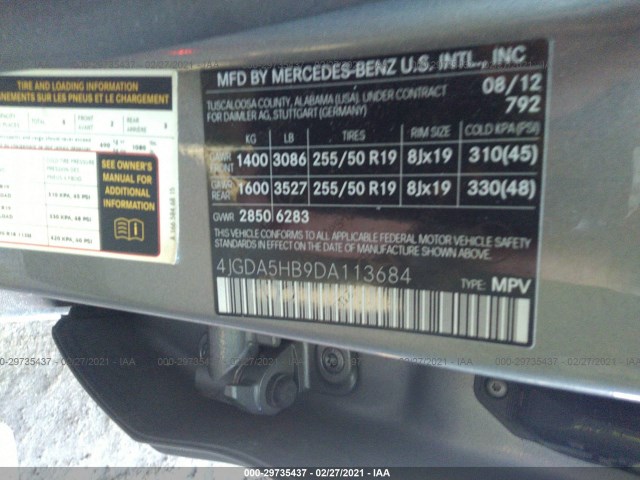 TIRE AND LOADING INFORMATION
SEE OWNER'S
MANUAL FOR
ADDITIONAL
INFORMATION
MFD BY MERCEDES-BENZ U.S. INTL., INC
TUSCALOOSA COUNTY, ALABAMA (USA), UNDER CONTRACT 08/12
FOR DAIMLER AG, STUTTGART (GERMANY) 792
KG LB TIRES RIM SIZE COLD KPA (PSI)
GAWR FRONT 1400 3086 255/50 R19 8Jx19 310(45)
GAWR REAR 1600 3527 255/50 R19 8Jx19 330(48)
GVWR 2850 6283
THIS VEHICLE CONFORMS TO ALL APPLICABLE FEDERAL MOTOR VEHICLE SAFETY
STANDARDS IN EFFECT ON THE DATE OF MANUFACTURE SHOWN ABOVE.
4JGDA5HB9DA113684 TYPE: MPV
000-29735437 - 02/27/2021 - IAA